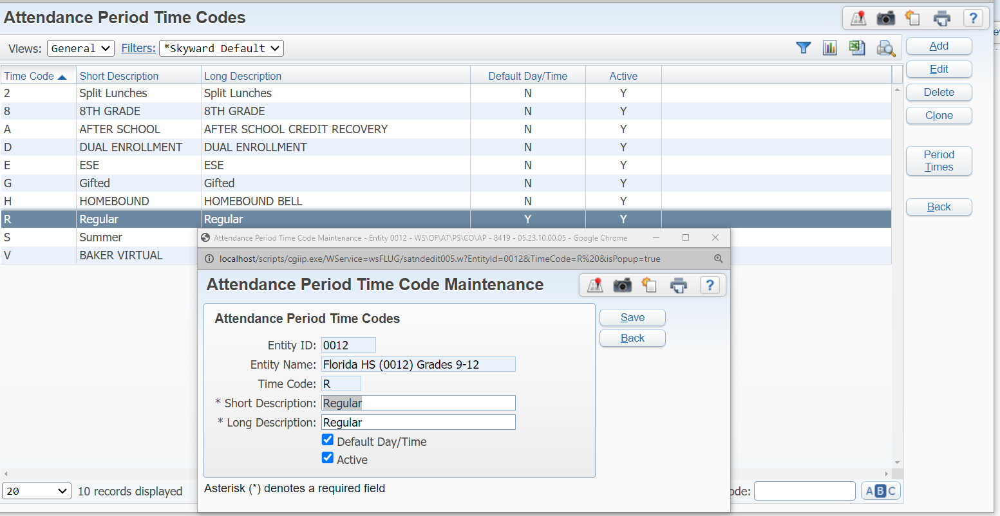 Attendance Period Time Codes
?
Views: General Filters: *Skyward Default
Add
Edit
Delete
Clone
Period
Times
Back
Time Code Short Description Long Description Default Day/Time Active
2 Split Lunches Split Lunches N Y
8 8TH GRADE 8TH GRADE N Y
A AFTER SCHOOL AFTER SCHOOL CREDIT RECOVERY N Y
D DUAL ENROLLMENT DUAL ENROLLMENT N Y
E ESE ESE N Y
G Gifted Gifted N Y
H HOMEBOUND HOMEBOUND BELL N Y
R Regular Regular Y Y
S Summer
V BAKER VIRTUAL
Attendance Period Time Code Maintenance - Entity 0012 - WS\OF\AT\PS\CO\AP - 8419 - 05.23.10.00.05 - Google Chrome
localhost/scripts/cgiip.exe/WService=wsFLUG/satndedit005.w?EntityId=0012&TimeCode=R%20&isPopup=true
Attendance Period Time Code Maintenance
?
Attendance Period Time Codes
Save
Back
Entity ID: 0012
Entity Name: Florida HS (0012) Grades 9-12
Time Code: R
* Short Description: Regular
* Long Description: Regular
Default Day/Time
Active
Asterisk (*) denotes a required field
20 10 records displayed
ode:
A B C